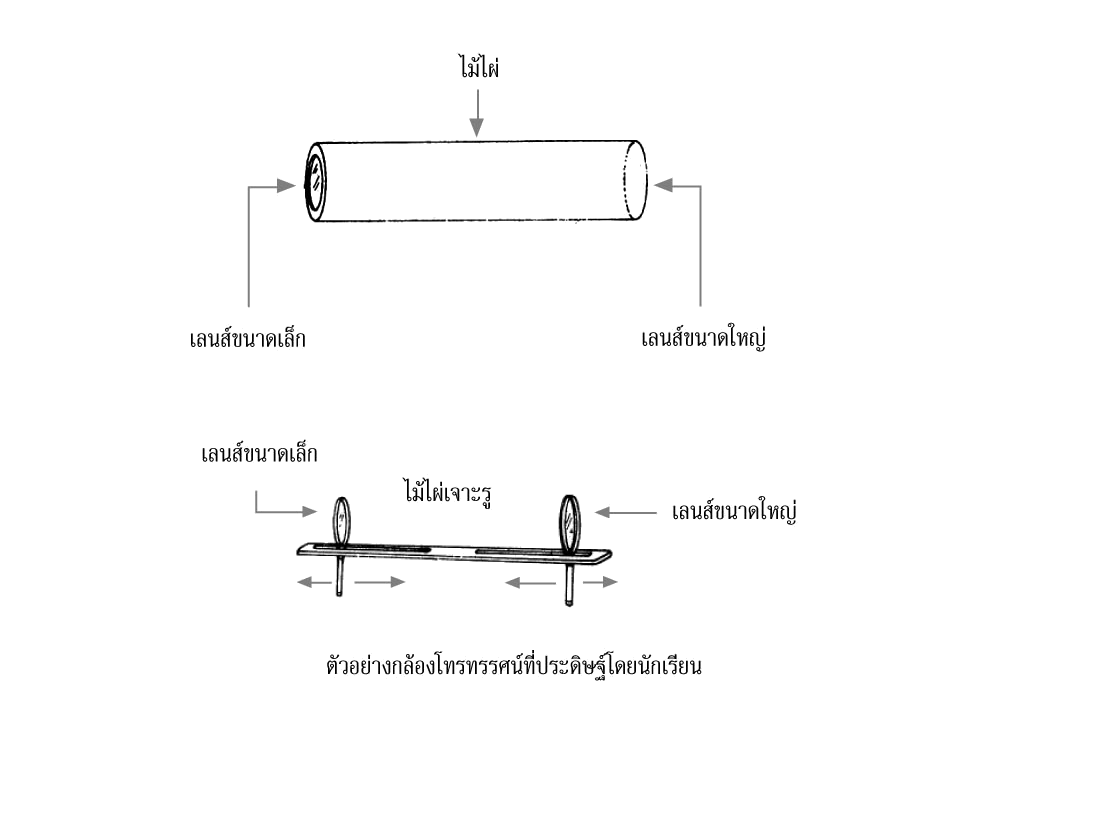 ไม้ไผ่
เลนส์ขนาดเล็ก
เลนส์ขนาดใหญ่
เลนส์ขนาดเล็ก
ไม้ไผ่เจาะรู
เลนส์ขนาดใหญ่
ตัวอย่างกล้องโทรทรรศน์ที่ประดิษฐ์โดยนักเรียน